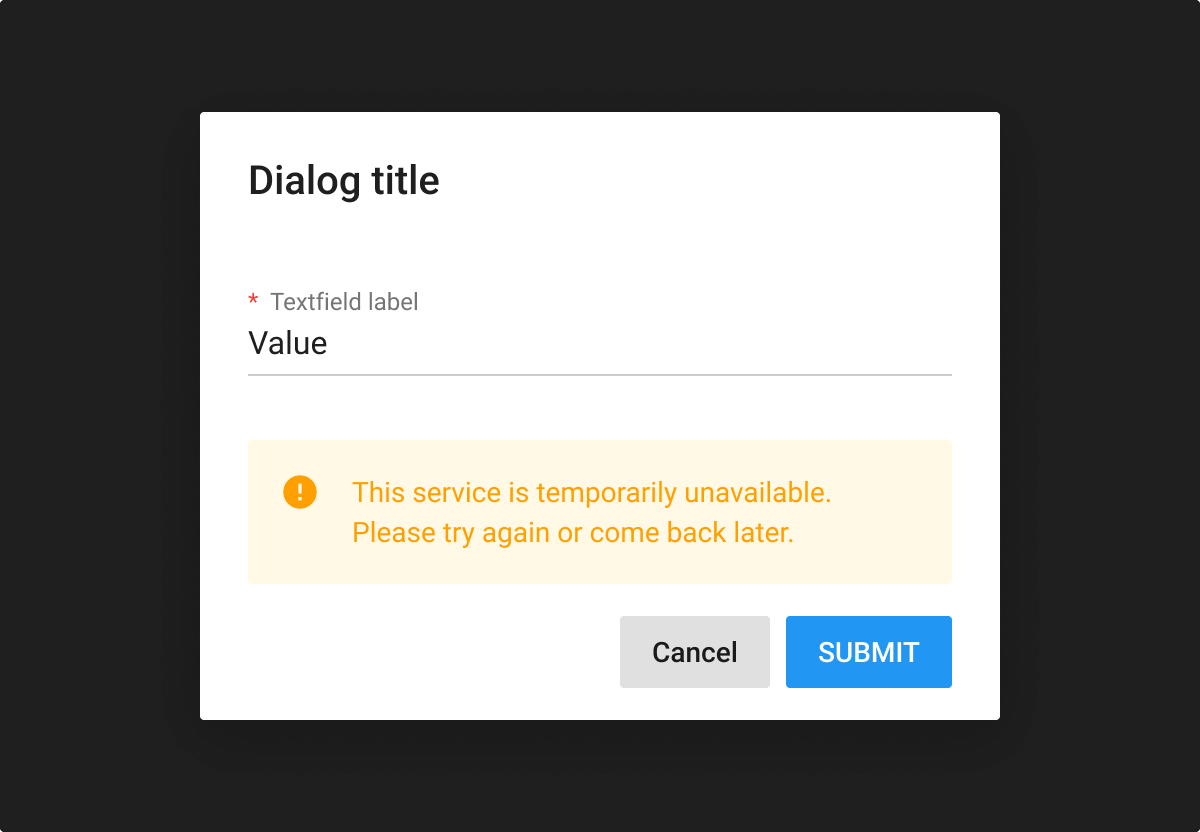 Dialog title
* Textfield label
Value
This service is temporarily unavailable.
Please try again or come back later.
Cancel SUBMIT